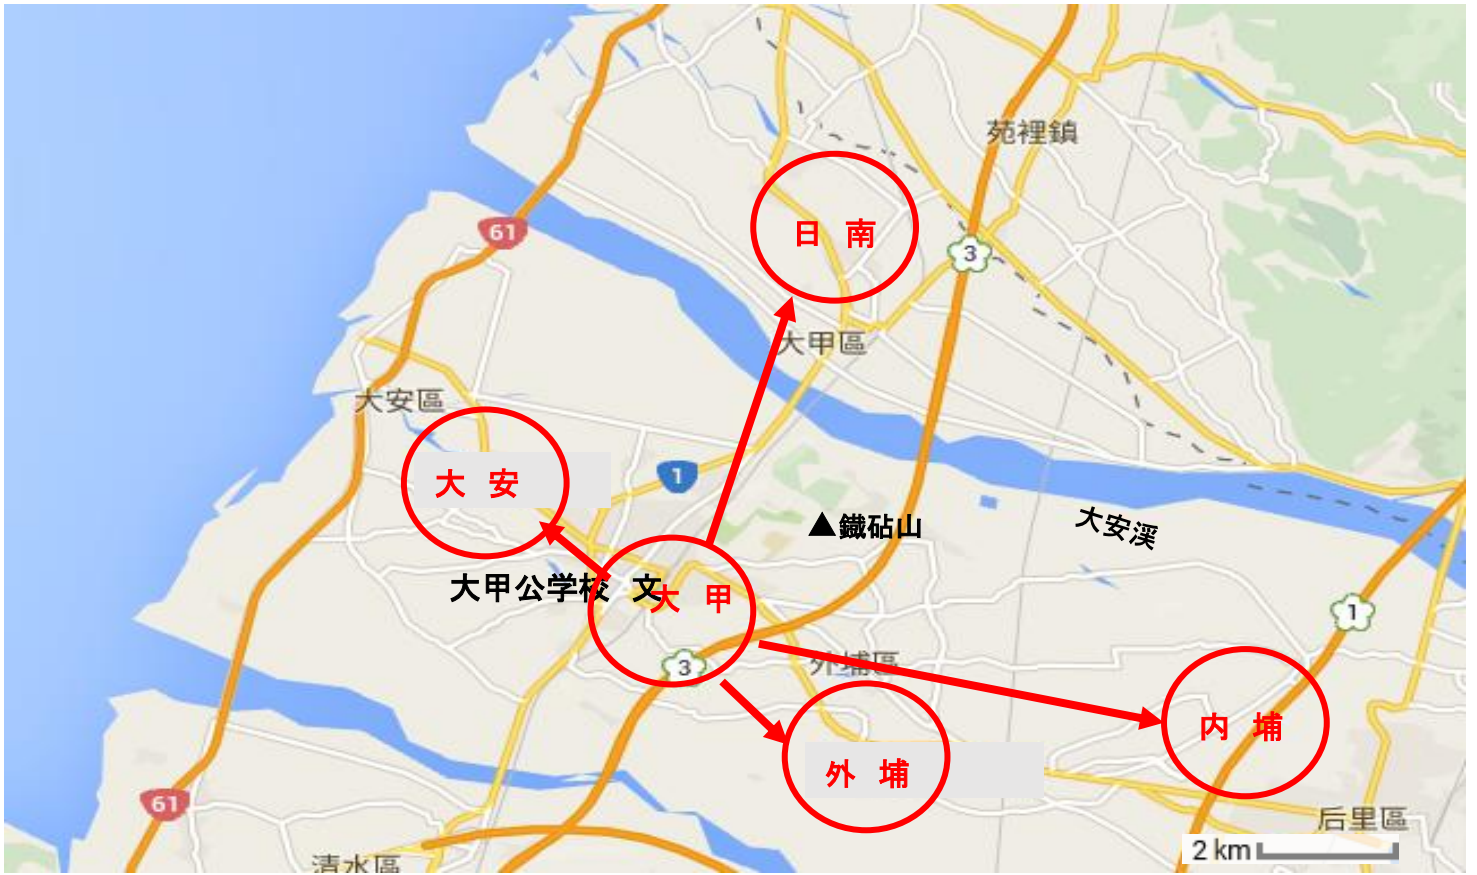 苑裡鎮
61
日 南
3
大甲區
大安區
大 安
1
▲鐵砧山
大安渓
大甲公学校 文
大 甲
1
3
外埔區
内 埔
外 埔
61
后里區
2 km
清水區